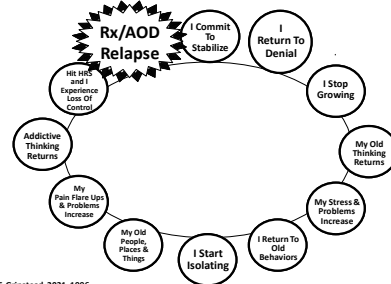 Rx/AOD
Relapse
I Commit
To
Stabilize
I
Return To
Denial
I Stop
Growing
My Old
Thinking
Returns
My Stress &
Problems
Increase
I Return To
Old
Behaviors
I Start
Isolating
My Old
People,
Places &
Things
My
Pain Flare Ups
& Problems
Increase
Addictive
Thinking
Returns
Hit HRS
and I
Experience
Loss Of
Control